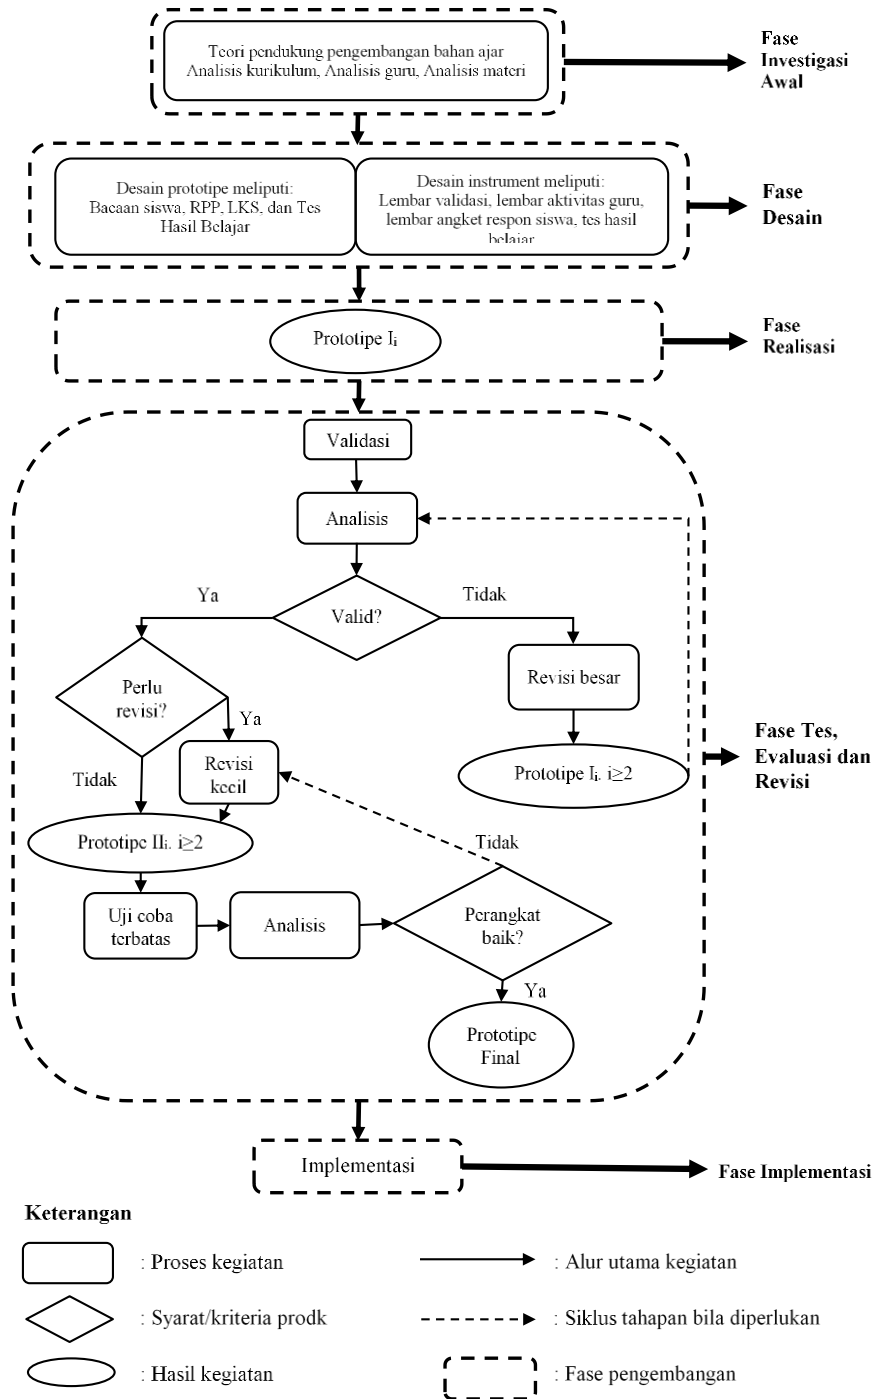 Teori pendukung pengembangan bahan ajar
Analisis kurikulum, Analisis guru, Analisis materi
Fase
Investigasi
Awal
Desain prototipe meliputi:
Bacaan siswa, RPP, LKS, dan Tes
Hasil Belajar
Desain instrument meliputi:
Lembar validasi, lembar aktivitas guru,
lembar angket respon siswa, tes hasil
belajar
Fase
Desain
Prototipe Iᵢ
Fase
Realisasi
Validasi
Analisis
Ya
Valid?
Tidak
Perlu
revisi?
Revisi besar
Ya
Tidak
Revisi
kecil
Prototipe Iᵢ. i≥2
Fase Tes,
Evaluasi dan
Revisi
Prototipe IIᵢ. i≥2
Tidak
Uji coba
terbatas
Analisis
Perangkat
baik?
Ya
Prototipe
Final
Implementasi
Fase Implementasi
Keterangan
: Proses kegiatan
: Alur utama kegiatan
: Syarat/kriteria prodk
: Siklus tahapan bila diperlukan
: Hasil kegiatan
: Fase pengembangan